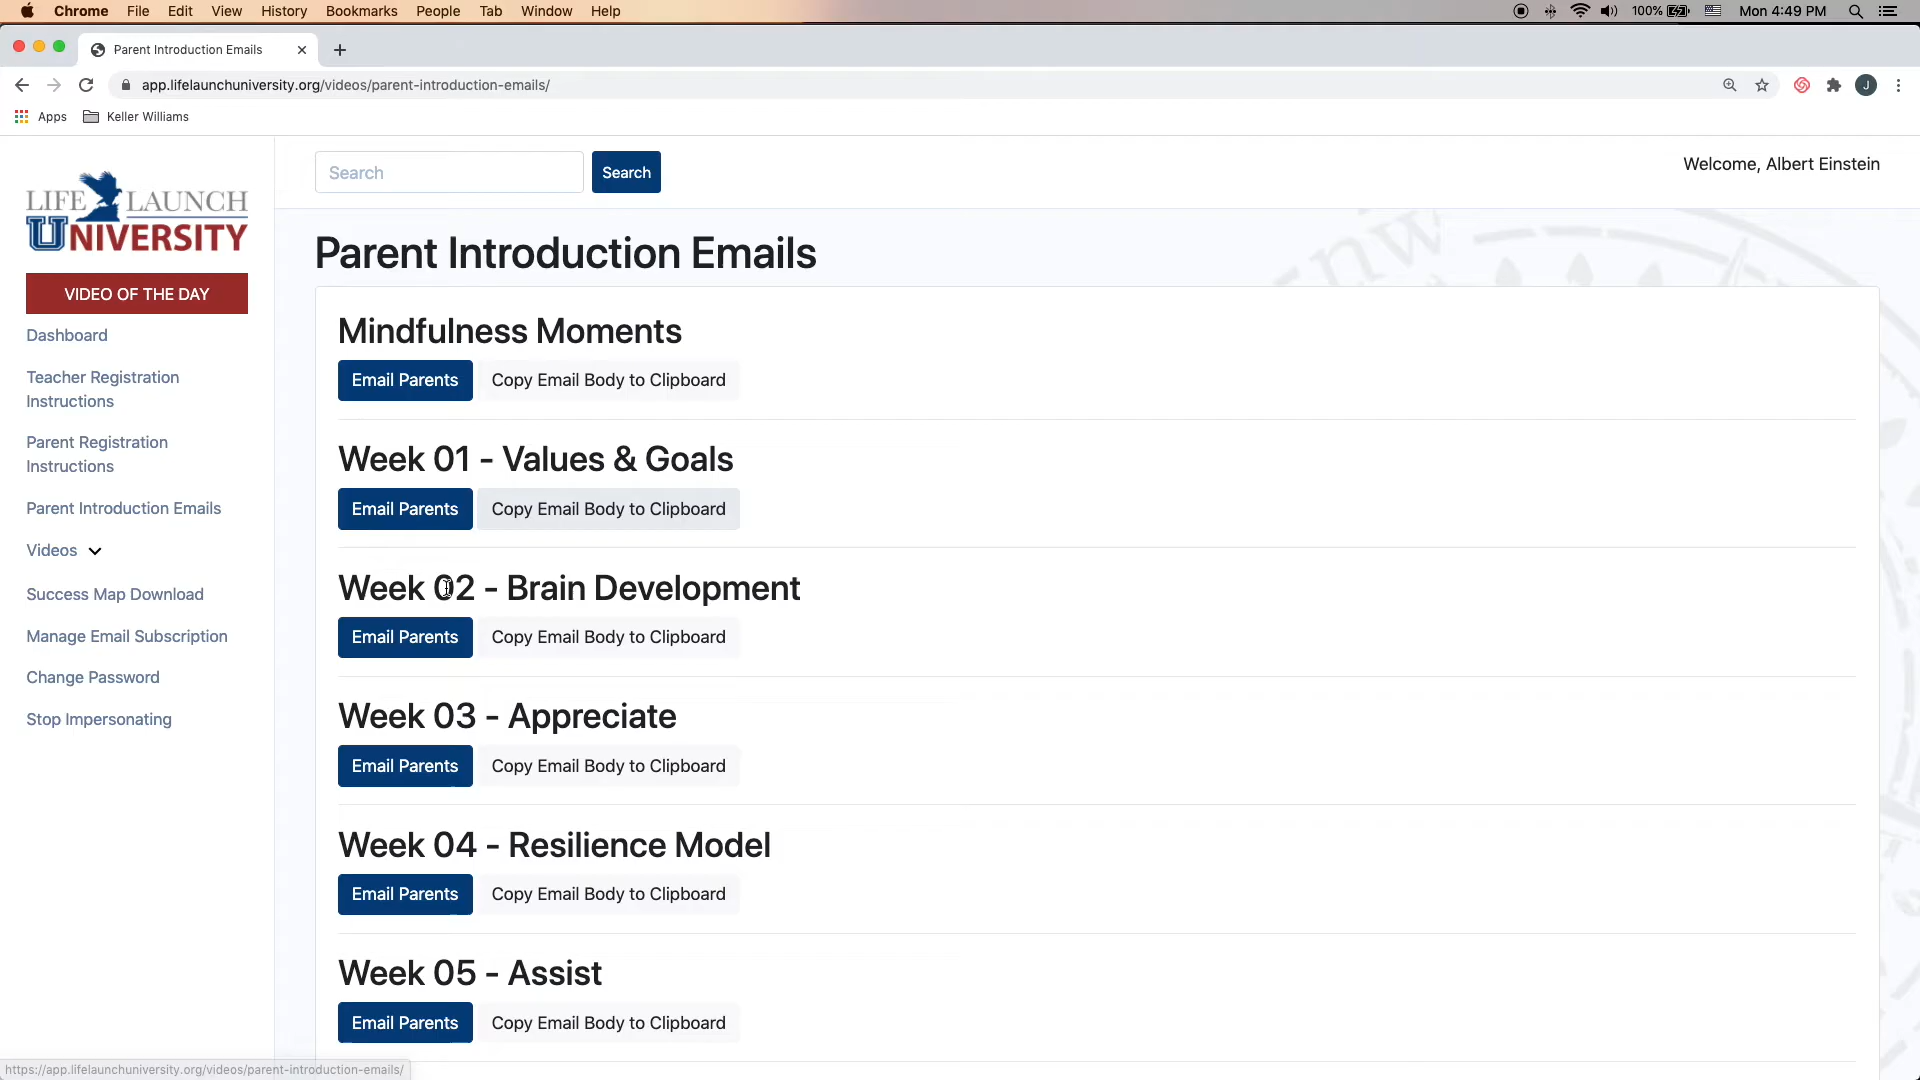 Chrome File Edit View History Bookmarks People Tab Window Help 100% Mon 4:49 PM
Parent Introduction Emails
app.lifelaunchuniversity.org/videos/parent-introduction-emails/ J
Apps Keller Williams
LIFE LAUNCH
UNIVERSITY
VIDEO OF THE DAY
Dashboard
Teacher Registration
Instructions
Parent Registration
Instructions
Parent Introduction Emails
Videos
Success Map Download
Manage Email Subscription
Change Password
Stop Impersonating
Search Search Welcome, Albert Einstein
Parent Introduction Emails
Mindfulness Moments
Email Parents Copy Email Body to Clipboard
Week 01 - Values & Goals
Email Parents Copy Email Body to Clipboard
Week 02 - Brain Development
Email Parents Copy Email Body to Clipboard
Week 03 - Appreciate
Email Parents Copy Email Body to Clipboard
Week 04 - Resilience Model
Email Parents Copy Email Body to Clipboard
Week 05 - Assist
Email Parents Copy Email Body to Clipboard
https://app.lifelaunchuniversity.org/videos/parent-introduction-emails/